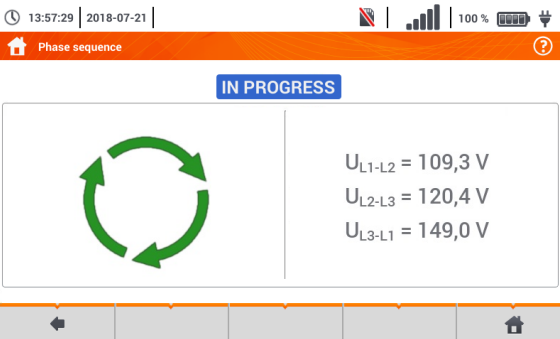 13:57:29 2018-07-21 100 %
Phase sequence ?
IN PROGRESS
UL1-L2 = 109,3 V
UL2-L3 = 120,4 V
UL3-L1 = 149,0 V